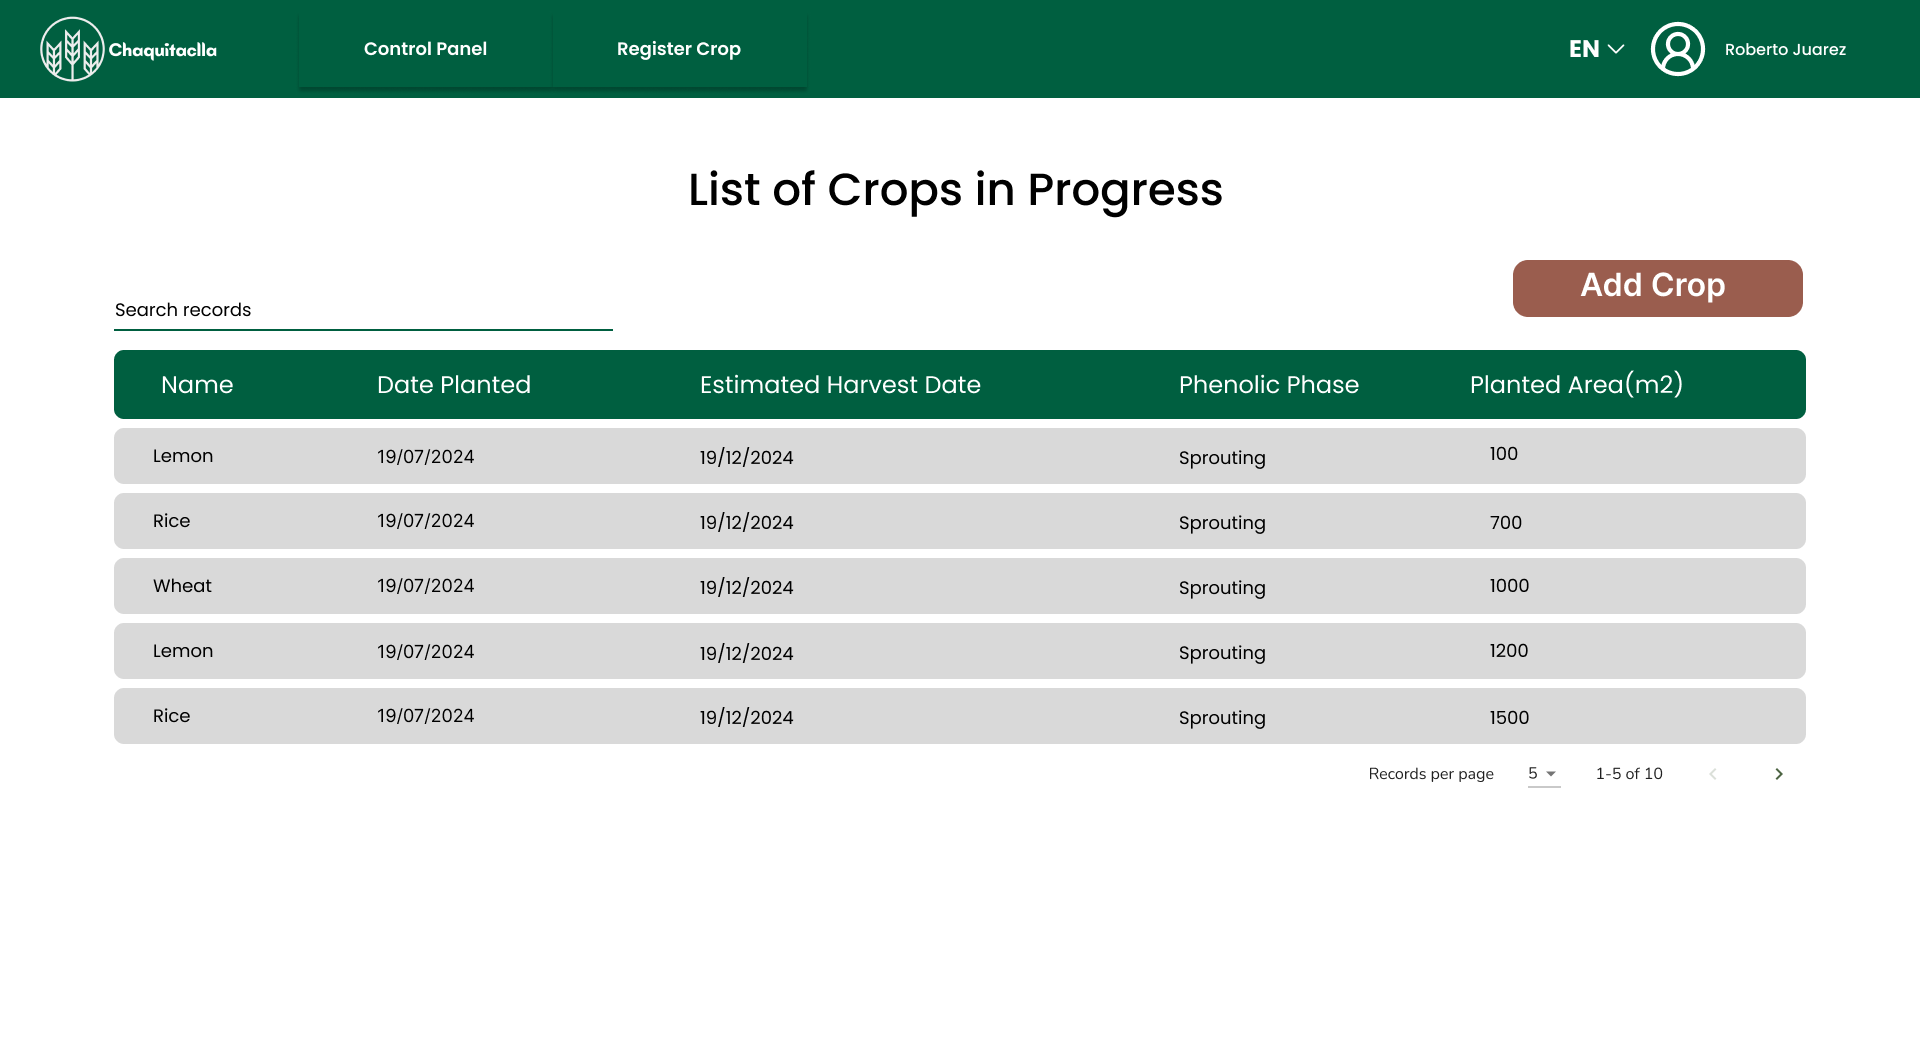 Chaquitaclla
Control Panel
Register Crop
EN
Roberto Juarez
List of Crops in Progress
Add Crop
Search records
Name Date Planted Estimated Harvest Date Phenolic Phase Planted Area(m2)
Lemon 19/07/2024 19/12/2024 Sprouting 100
Rice 19/07/2024 19/12/2024 Sprouting 700
Wheat 19/07/2024 19/12/2024 Sprouting 1000
Lemon 19/07/2024 19/12/2024 Sprouting 1200
Rice 19/07/2024 19/12/2024 Sprouting 1500
Records per page 5 1-5 of 10